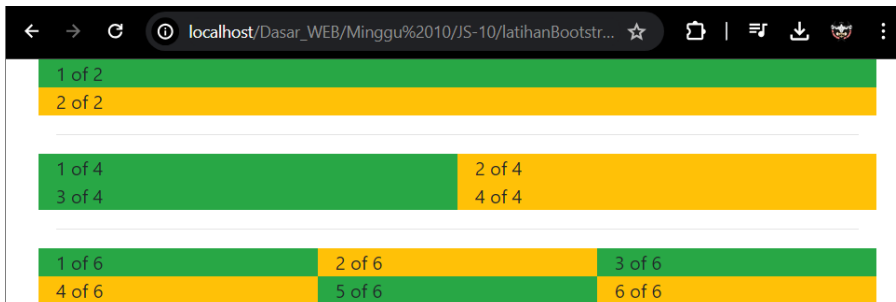 localhost/Dasar_WEB/Minggu%2010/JS-10/latihanBootstr...
1 of 2
2 of 2
1 of 4 2 of 4
3 of 4 4 of 4
1 of 6 2 of 6 3 of 6
4 of 6 5 of 6 6 of 6